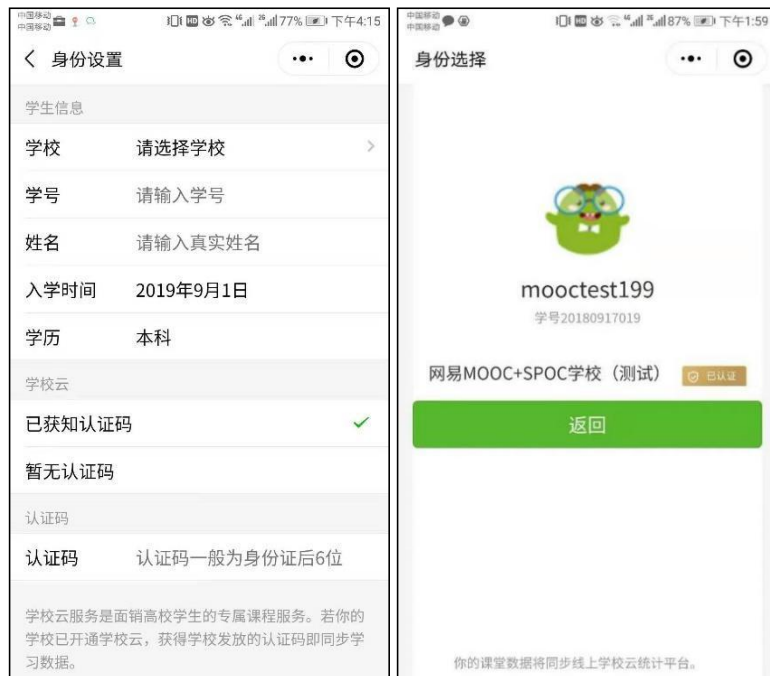 中国移动
中国移动
77%
下午4:15
身份设置
学生信息
学校 请选择学校
学号 请输入学号
姓名 请输入真实姓名
入学时间 2019年9月1日
学历 本科
学校云
已获知认证码
暂无认证码
认证码
认证码 认证码一般为身份证后6位
学校云服务是面销高校学生的专属课程服务。若你的
学校已开通学校云，获得学校发放的认证码即同步学
习数据。
中国移动
中国移动
87%
下午1:59
身份选择
mooctest199
学号20180917019
网易MOOC+SPOC学校（测试） 已认证
返回
你的课堂数据将同步线上学校云统计平台。